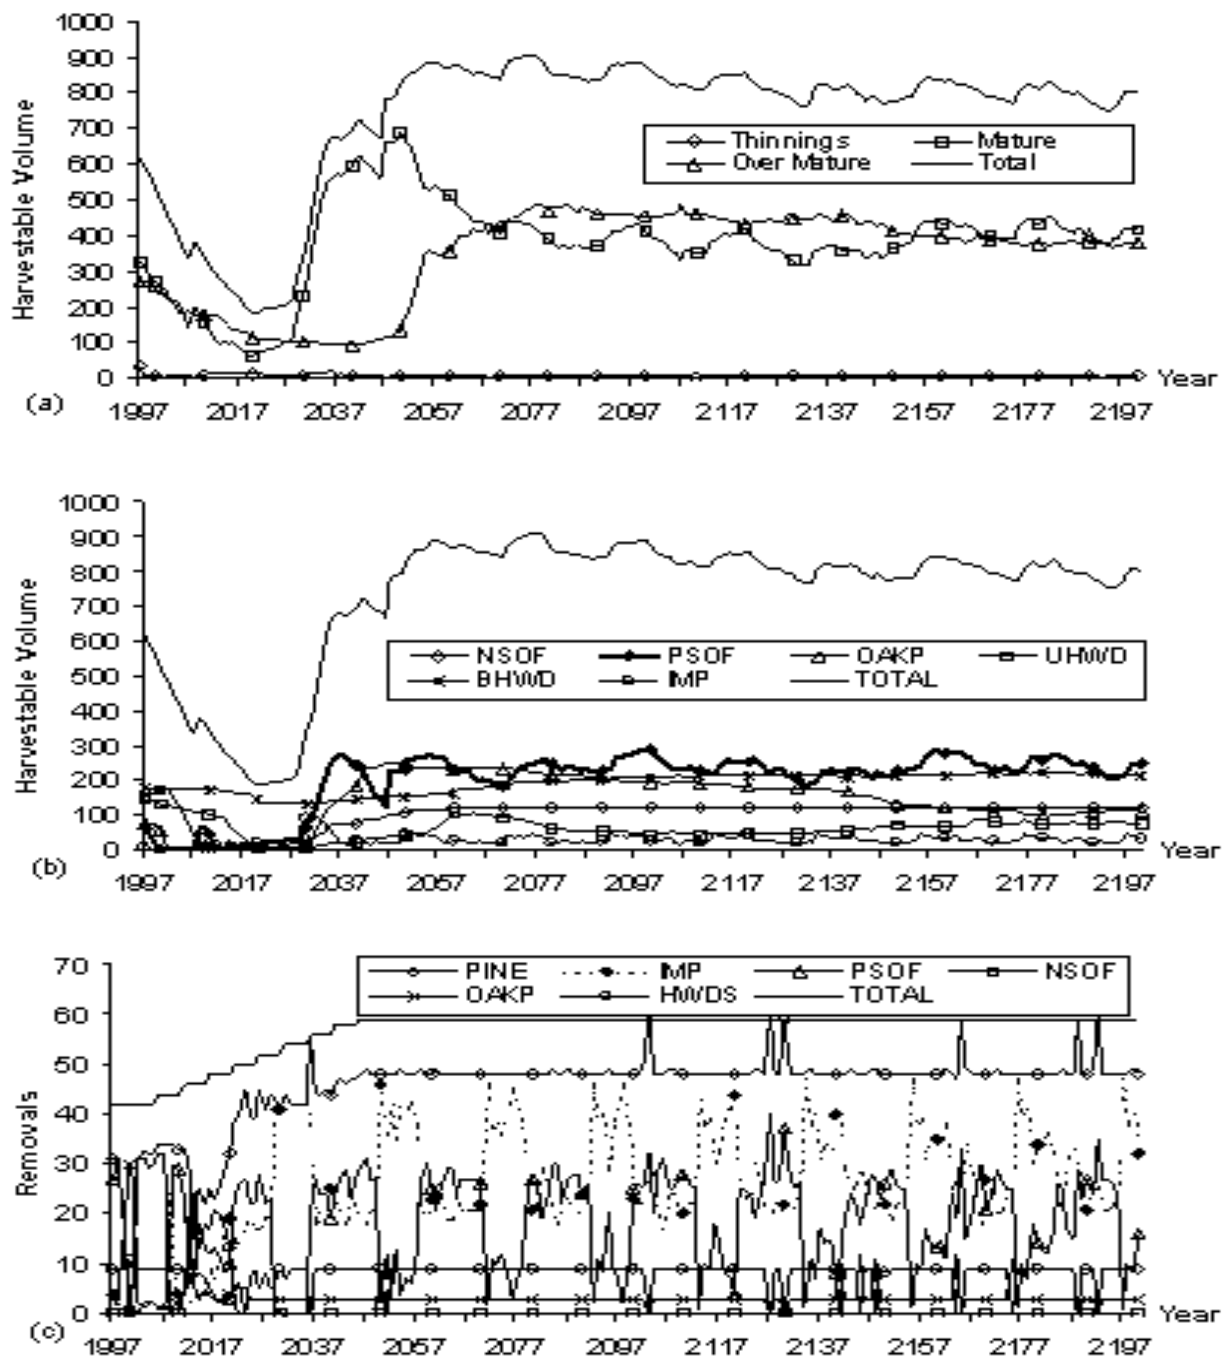 1000
900
800
700
600
500
400
300
200
100
0
Harvestable Volume
Thinnings Mature
Over Mature Total
Year
(a)
1997 2017 2037 2057 2077 2097 2117 2137 2157 2177 2197
1000
900
800
700
600
500
400
300
200
100
0
Harvestable Volume
NSOF PSOF OAKP UHWD
BHWD IMP TOTAL
Year
(b)
1997 2017 2037 2057 2077 2097 2117 2137 2157 2177 2197
70
60
50
40
30
20
10
0
Removals
PINE IMP PSOF NSOF
OAKP HWDS TOTAL
Year
(c)
1997 2017 2037 2057 2077 2097 2117 2137 2157 2177 2197